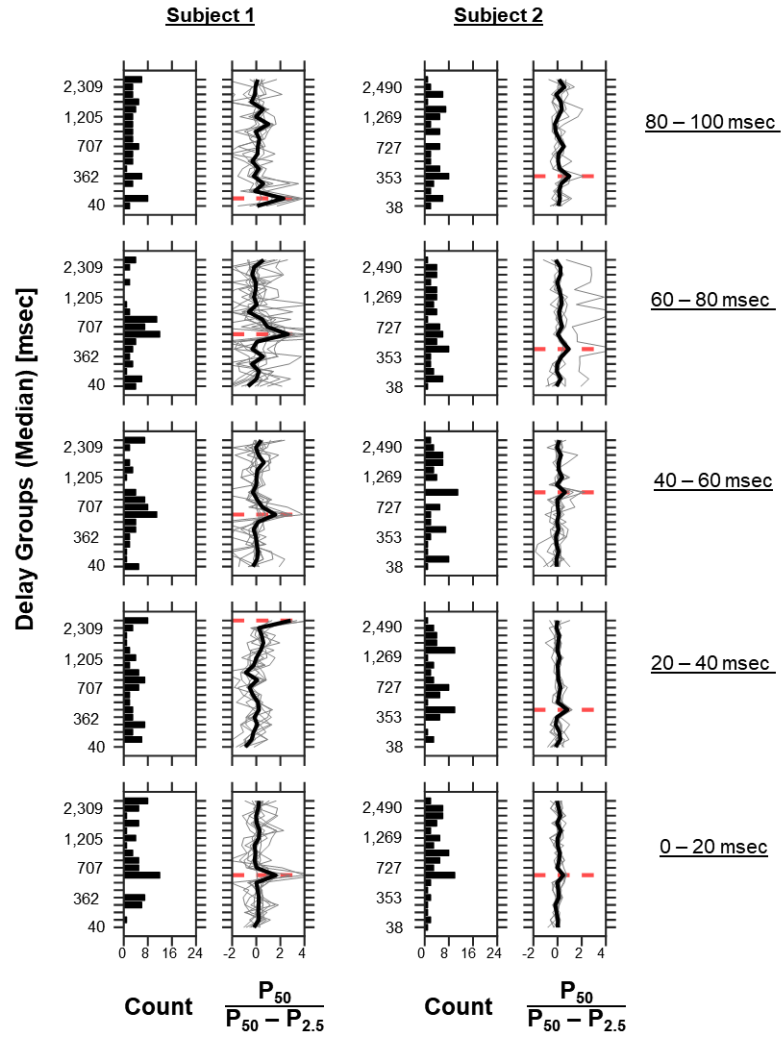 Subject 1 Subject 2
2,309 2,490
1,205 1,269
707 727
362 353
40 38
80 – 100 msec
2,309 2,490
1,205 1,269
707 727
362 353
40 38
60 – 80 msec
2,309 2,490
1,205 1,269
707 727
362 353
40 38
40 – 60 msec
2,309 2,490
1,205 1,269
707 727
362 353
40 38
20 – 40 msec
2,309 2,490
1,205 1,269
707 727
362 353
40 38
0 – 20 msec
Delay Groups (Median) [msec]
0 8 16 24 -2 0 2 4 0 8 16 24 -2 0 2 4
Count P50 Count P50
P50 – P2.5 P50 – P2.5